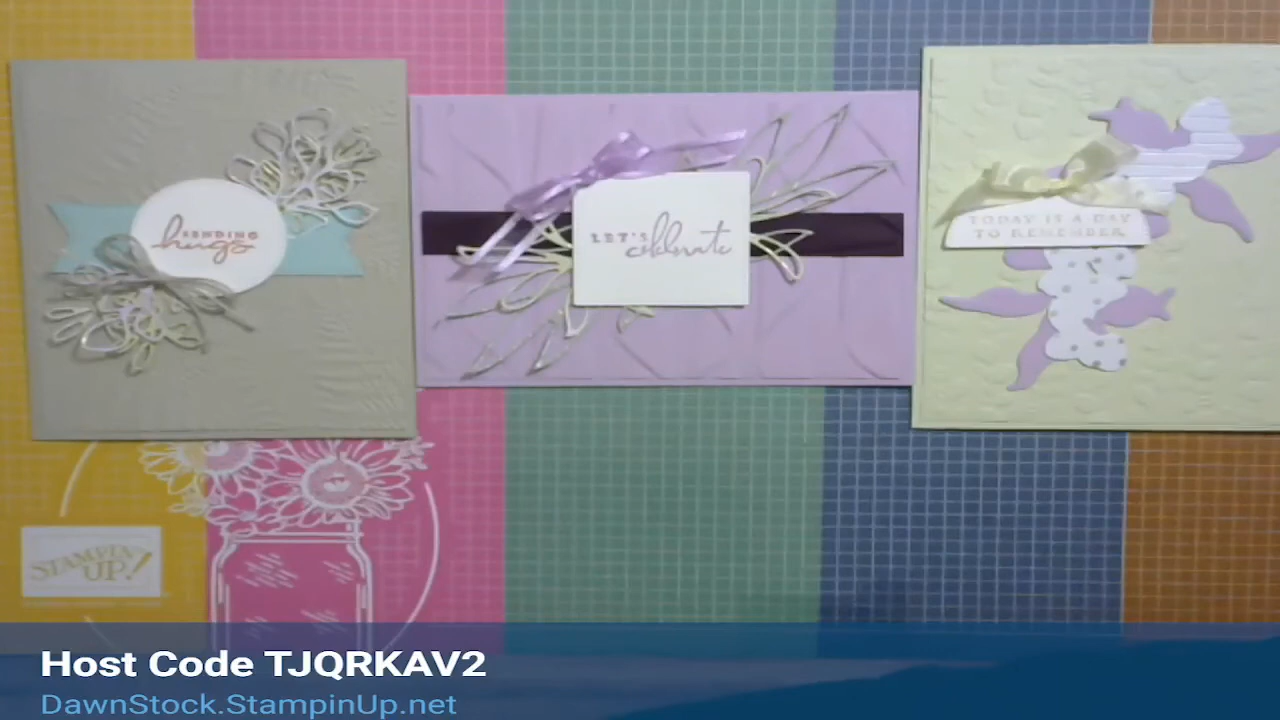 SENDING
hugs
LET'S
celebrate
TODAY IS A DAY
TO REMEMBER
STAMPIN'
UP!
Host Code TJQRKAV2
DawnStock.StampinUp.net